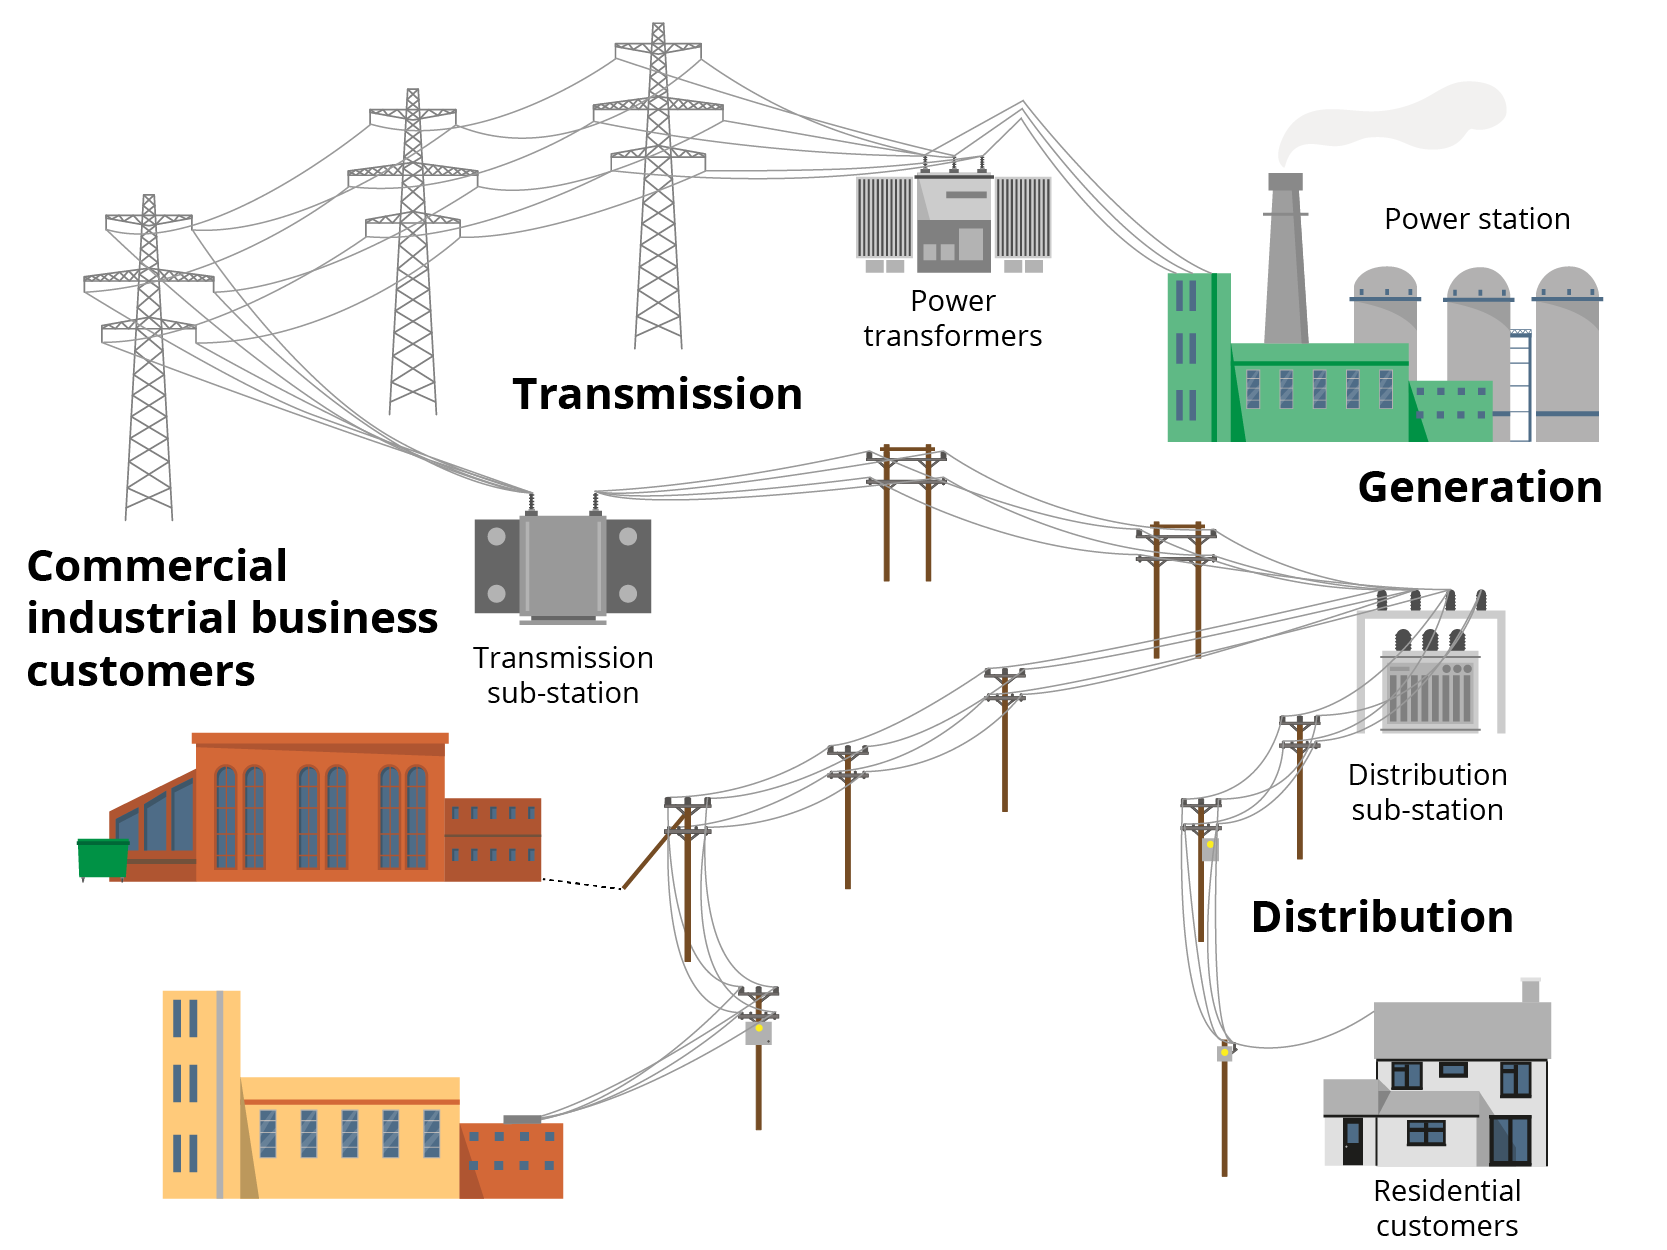 Power station
Power
transformers
Transmission
Generation
Commercial
industrial business
customers
Transmission
sub-station
Distribution
sub-station
Distribution
Residential
customers